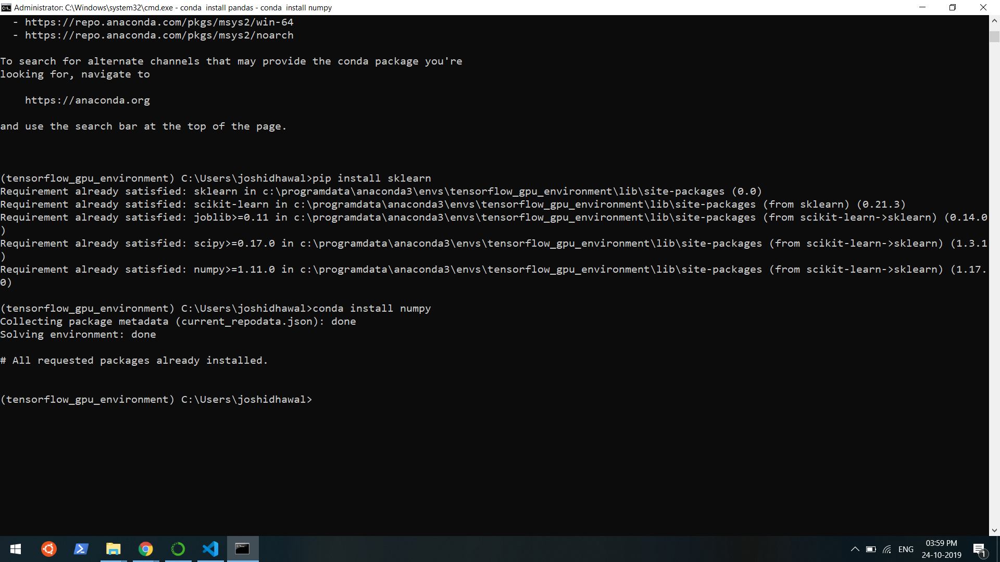 Administrator: C:\Windows\system32\cmd.exe - conda  install pandas - conda  install numpy
  - https://repo.anaconda.com/pkgs/msys2/win-64
  - https://repo.anaconda.com/pkgs/msys2/noarch
To search for alternate channels that may provide the conda package you're
looking for, navigate to
    https://anaconda.org
and use the search bar at the top of the page.
(tensorflow_gpu_environment) C:\Users\joshidhawal>pip install sklearn
Requirement already satisfied: sklearn in c:\programdata\anaconda3\envs\tensorflow_gpu_environment\lib\site-packages (0.0)
Requirement already satisfied: scikit-learn in c:\programdata\anaconda3\envs\tensorflow_gpu_environment\lib\site-packages (from sklearn) (0.21.3)
Requirement already satisfied: joblib>=0.11 in c:\programdata\anaconda3\envs\tensorflow_gpu_environment\lib\site-packages (from scikit-learn->sklearn) (0.14.0
)
Requirement already satisfied: scipy>=0.17.0 in c:\programdata\anaconda3\envs\tensorflow_gpu_environment\lib\site-packages (from scikit-learn->sklearn) (1.3.1
)
Requirement already satisfied: numpy>=1.11.0 in c:\programdata\anaconda3\envs\tensorflow_gpu_environment\lib\site-packages (from scikit-learn->sklearn) (1.17.
0)
(tensorflow_gpu_environment) C:\Users\joshidhawal>conda install numpy
Collecting package metadata (current_repodata.json): done
Solving environment: done
# All requested packages already installed.
(tensorflow_gpu_environment) C:\Users\joshidhawal>
ENG
03:59 PM
24-10-2019
1